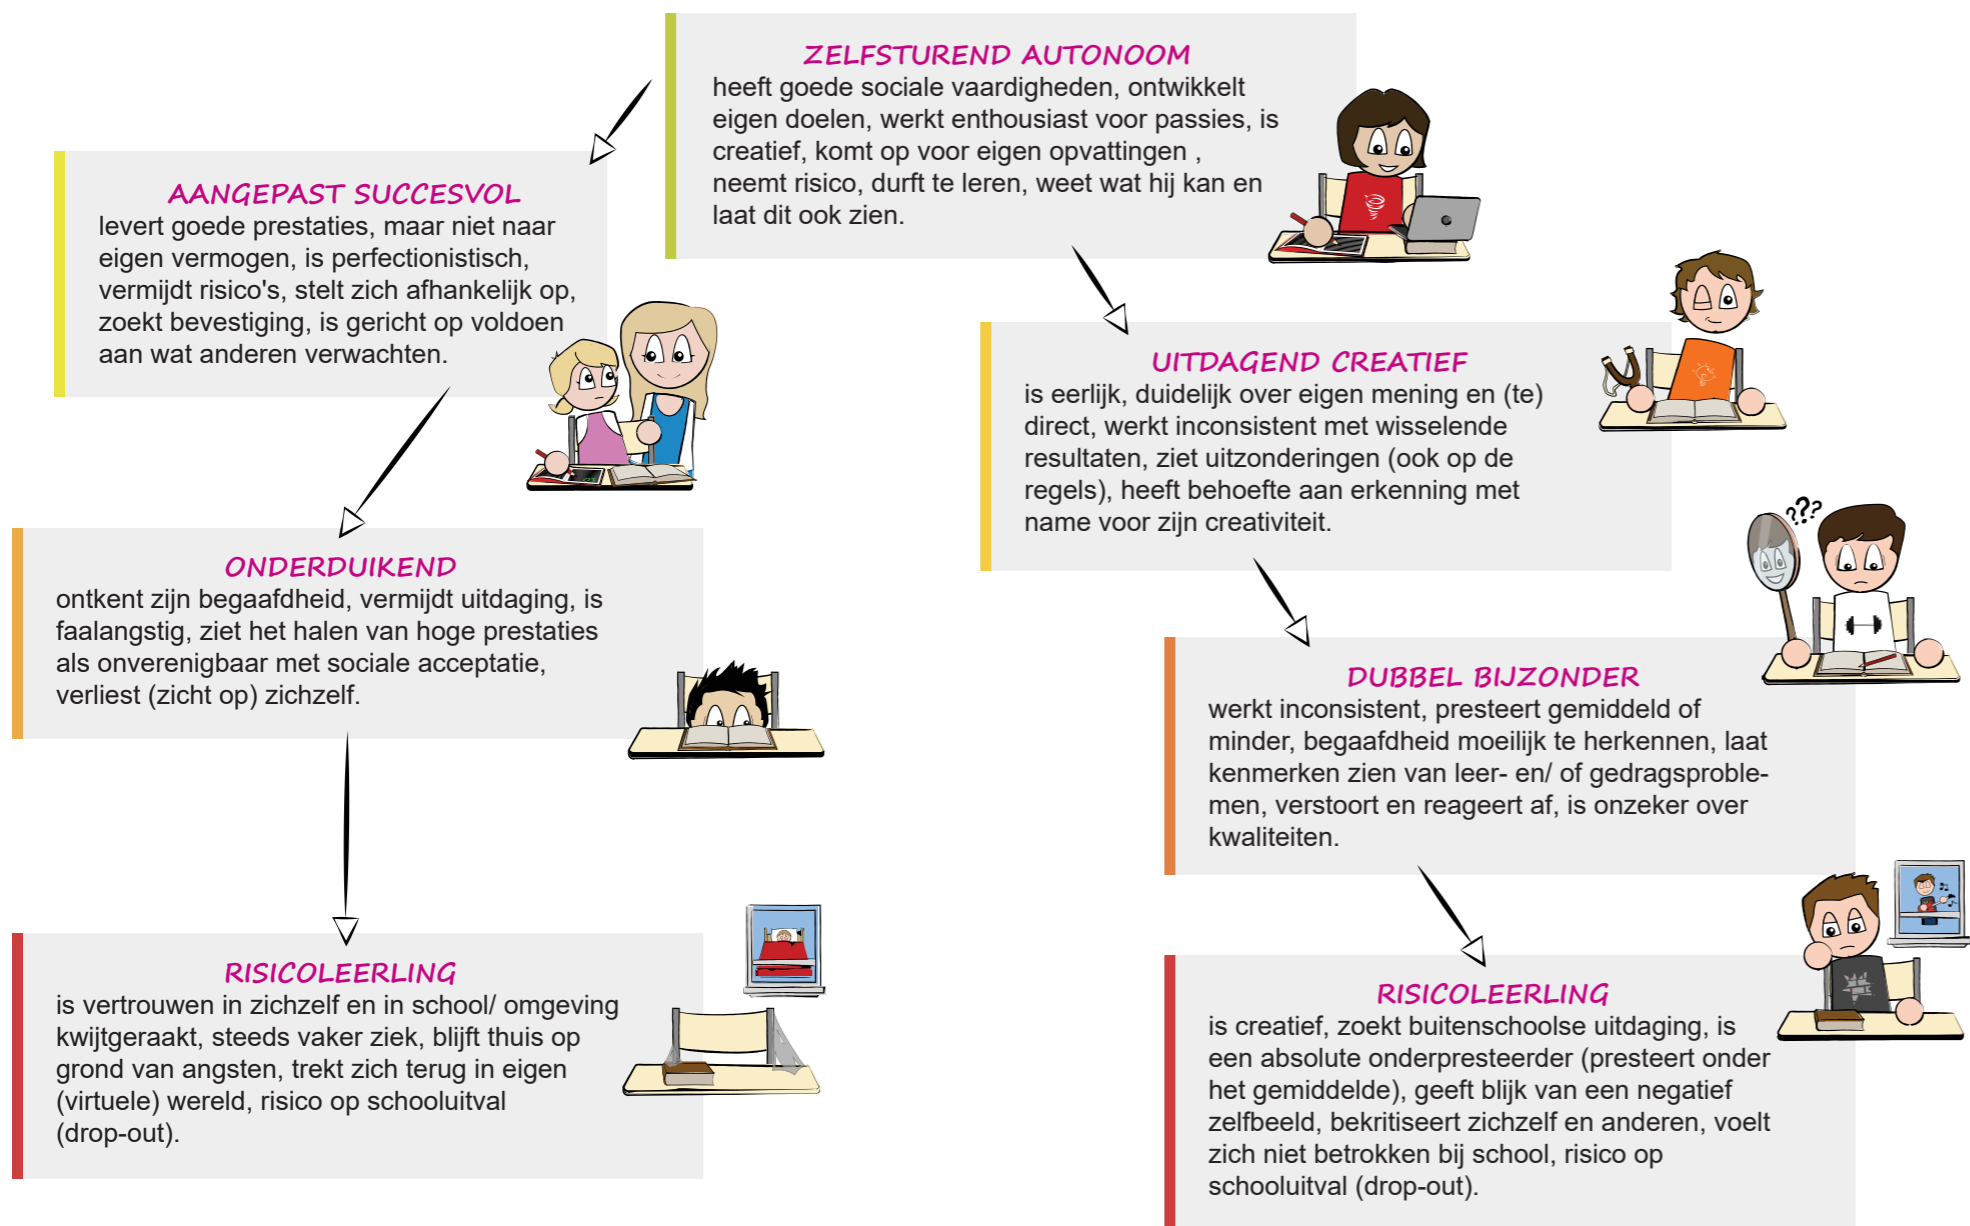 ZELFSTUREND AUTONOOM
heeft goede sociale vaardigheden, ontwikkelt
eigen doelen, werkt enthousiast voor passies, is
creatief, komt op voor eigen opvattingen ,
neemt risico, durft te leren, weet wat hij kan en
laat dit ook zien.
AANGEPAST SUCCESVOL
levert goede prestaties, maar niet naar
eigen vermogen, is perfectionistisch,
vermijdt risico's, stelt zich afhankelijk op,
zoekt bevestiging, is gericht op voldoen
aan wat anderen verwachten.
UITDAGEND CREATIEF
is eerlijk, duidelijk over eigen mening en (te)
direct, werkt inconsistent met wisselende
resultaten, ziet uitzonderingen (ook op de
regels), heeft behoefte aan erkenning met
name voor zijn creativiteit.
???
ONDERDUIKEND
ontkent zijn begaafdheid, vermijdt uitdaging, is
faalangstig, ziet het halen van hoge prestaties
als onverenigbaar met sociale acceptatie,
verliest (zicht op) zichzelf.
DUBBEL BIJZONDER
werkt inconsistent, presteert gemiddeld of
minder, begaafdheid moeilijk te herkennen, laat
kenmerken zien van leer- en/ of gedragsproble-
men, verstoort en reageert af, is onzeker over
kwaliteiten.
RISICOLEERLING
is vertrouwen in zichzelf en in school/ omgeving
kwijtgeraakt, steeds vaker ziek, blijft thuis op
grond van angsten, trekt zich terug in eigen
(virtuele) wereld, risico op schooluitval
(drop-out).
RISICOLEERLING
is creatief, zoekt buitenschoolse uitdaging, is
een absolute onderpresteerder (presteert onder
het gemiddelde), geeft blijk van een negatief
zelfbeeld, bekritiseert zichzelf en anderen, voelt
zich niet betrokken bij school, risico op
schooluitval (drop-out).